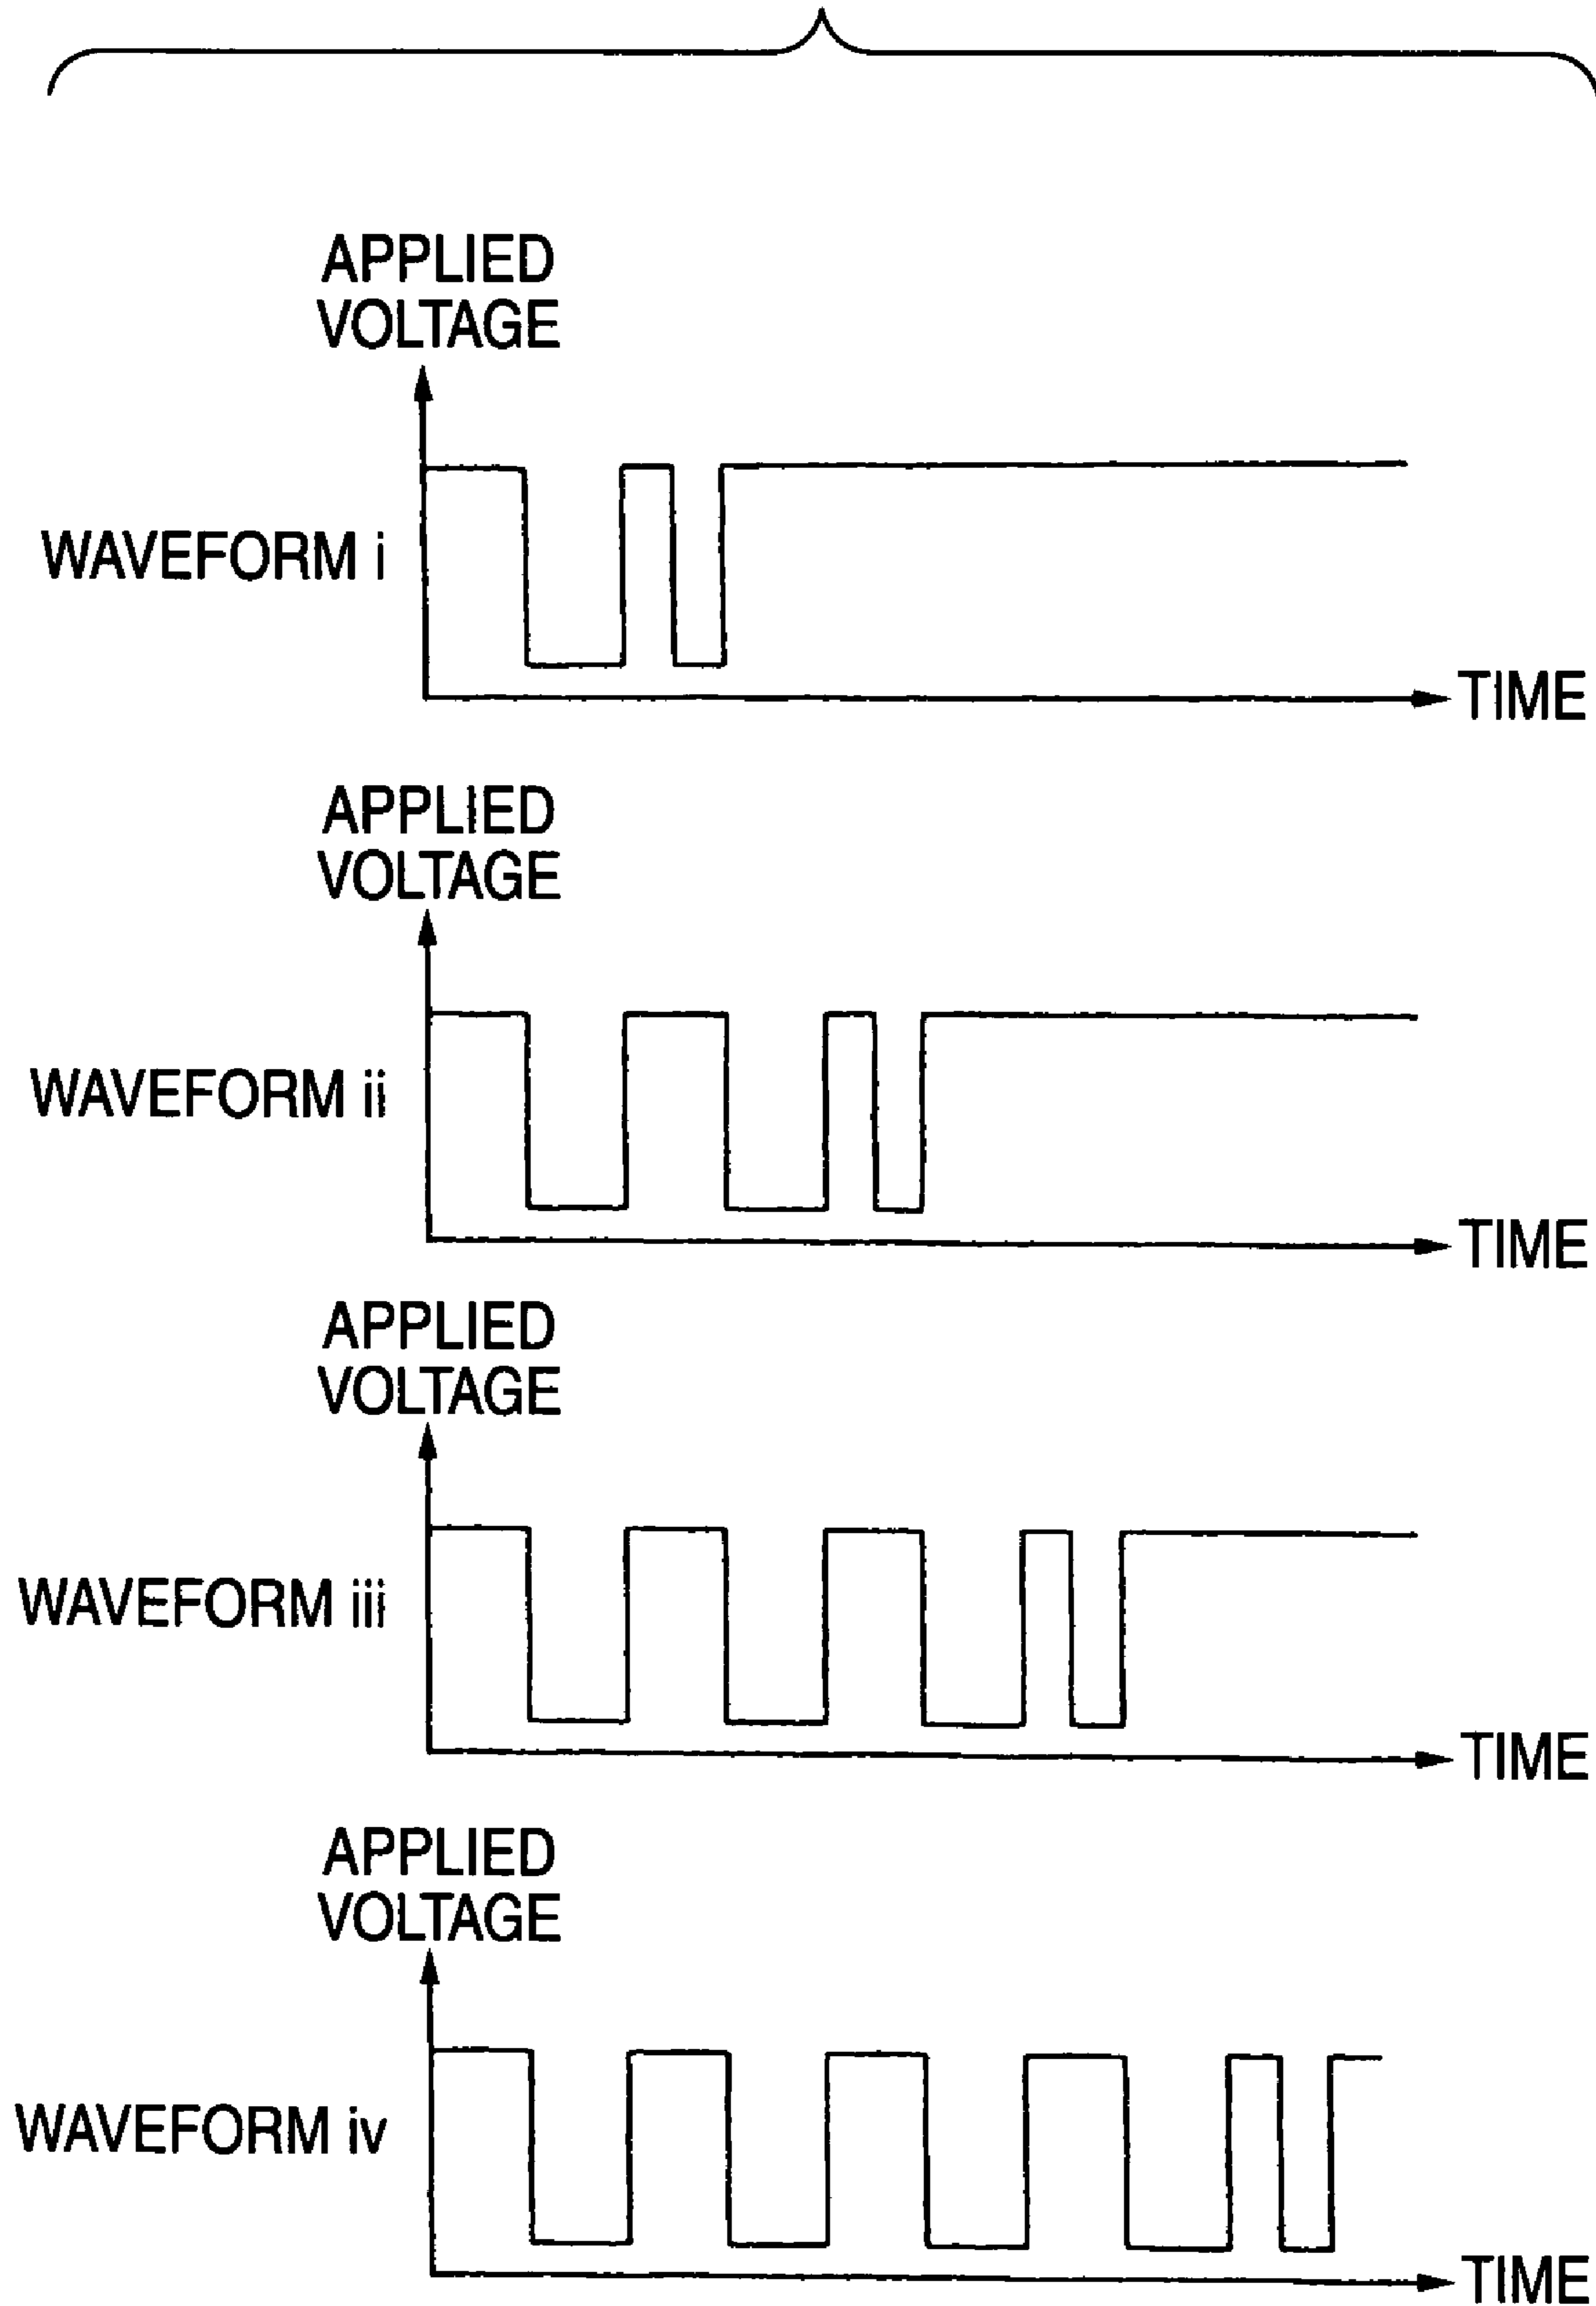 APPLIED
VOLTAGE
WAVEFORM i
TIME
APPLIED
VOLTAGE
WAVEFORM ii
TIME
APPLIED
VOLTAGE
WAVEFORM iii
TIME
APPLIED
VOLTAGE
WAVEFORM iv
TIME